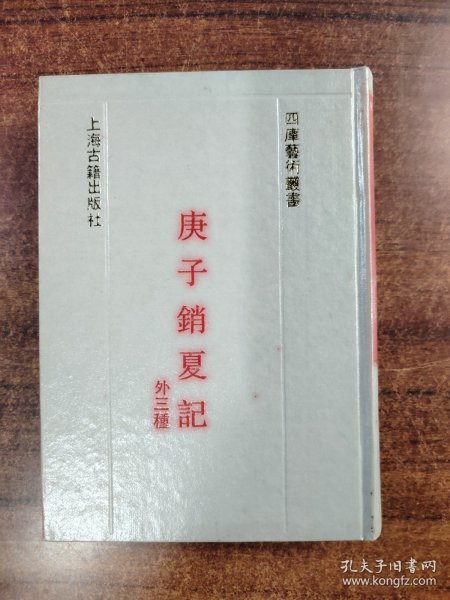 四庫藝術叢書
庚子銷夏記
外三種
上海古籍出版社
孔夫子旧书网
www.kongfz.com